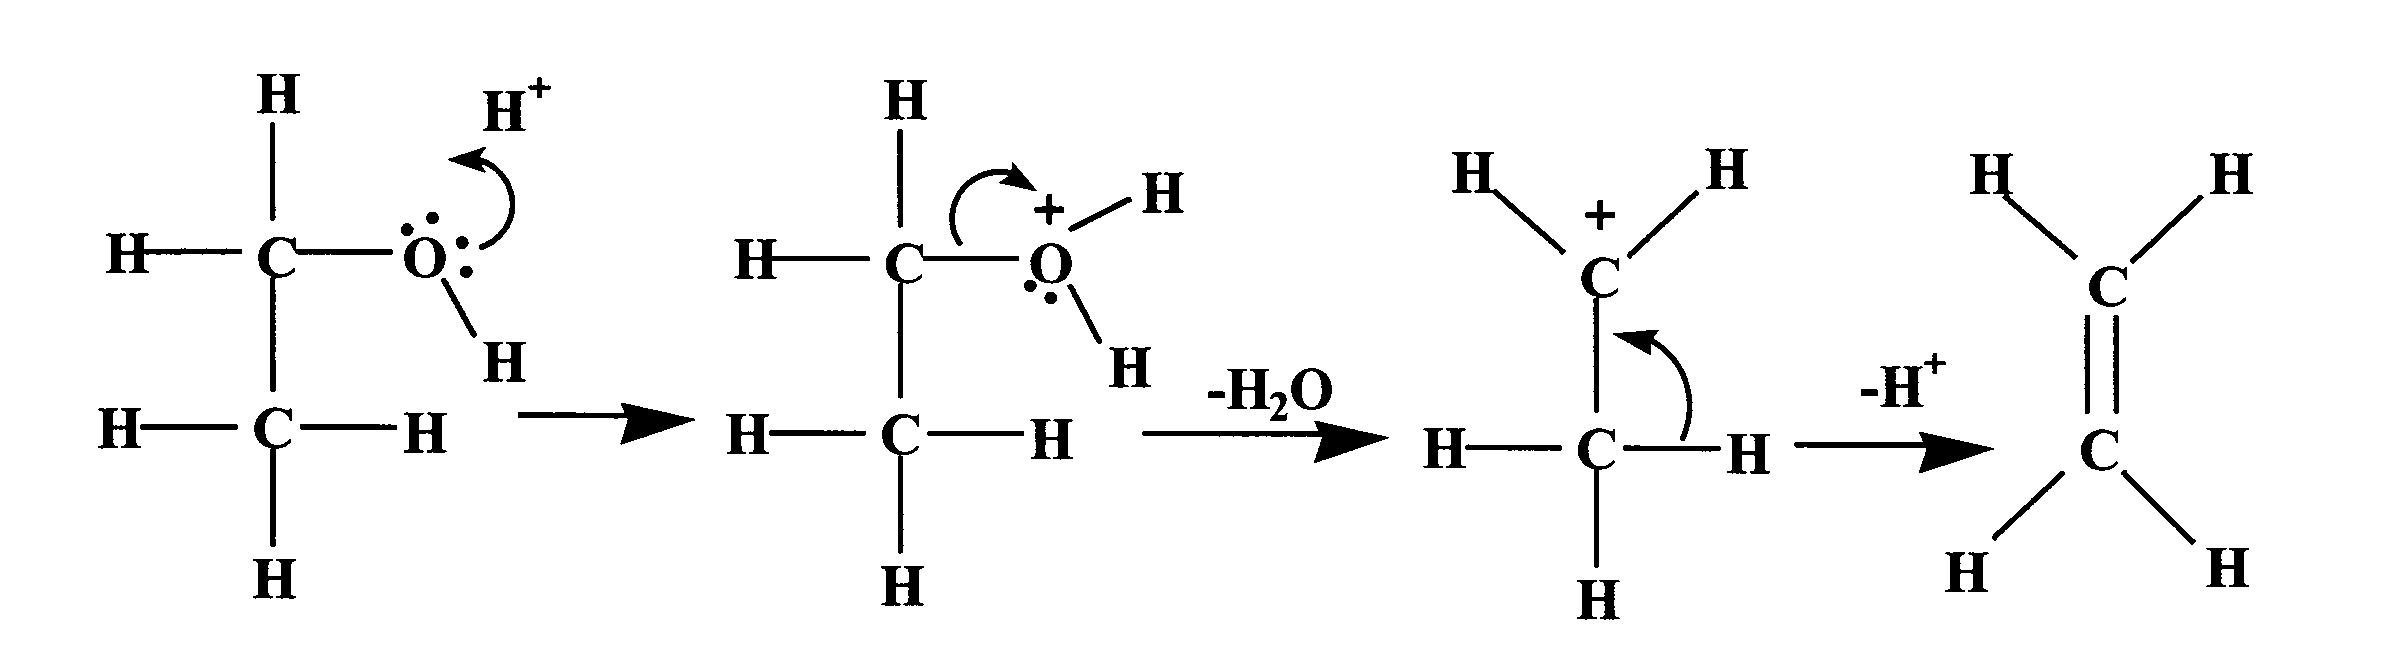 H H⁺ H H H H H H
H C O H C + O H + C C
H H -H₂O -H⁺
H C H H C H H C H C
H H H H H